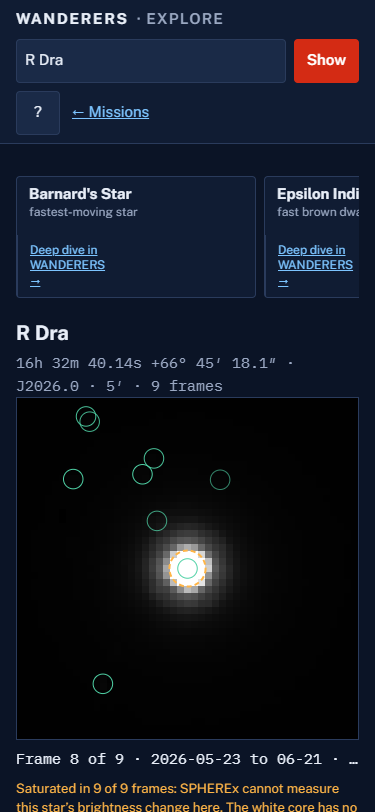 WANDERERS · EXPLORE
R Dra
Show
?
← Missions
Barnard's Star
fastest-moving star
Deep dive in
WANDERERS
→
Epsilon Indi
fast brown dwa
Deep dive in
WANDERERS
→
R Dra
16h 32m 40.14s +66° 45′ 18.1″ ·
J2026.0 · 5′ · 9 frames
Frame 8 of 9 · 2026-05-23 to 06-21 · …
Saturated in 9 of 9 frames: SPHEREx cannot measure
this star's brightness change here. The white core has no